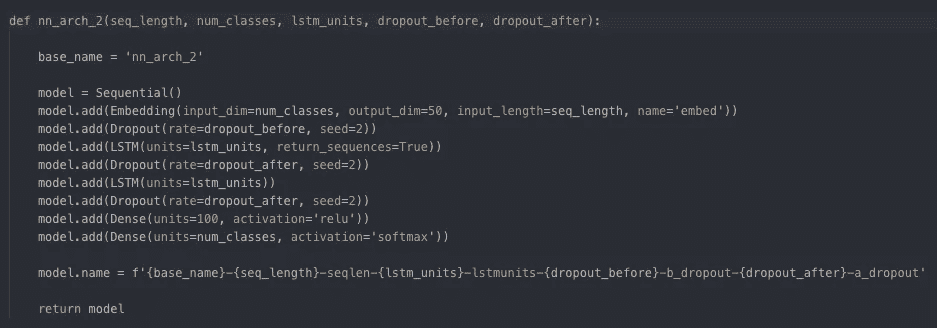 def nn_arch_2(seq_length, num_classes, lstm_units, dropout_before, dropout_after):
base_name = 'nn_arch_2'
model = Sequential()
model.add(Embedding(input_dim=num_classes, output_dim=50, input_length=seq_length, name='embed'))
model.add(Dropout(rate=dropout_before, seed=2))
model.add(LSTM(units=lstm_units, return_sequences=True))
model.add(Dropout(rate=dropout_after, seed=2))
model.add(LSTM(units=lstm_units))
model.add(Dropout(rate=dropout_after, seed=2))
model.add(Dense(units=100, activation='relu'))
model.add(Dense(units=num_classes, activation='softmax'))
model.name = f'{base_name}-{seq_length}-seqlen-{lstm_units}-lstmunits-{dropout_before}-b_dropout-{dropout_after}-a_dropout'
return model